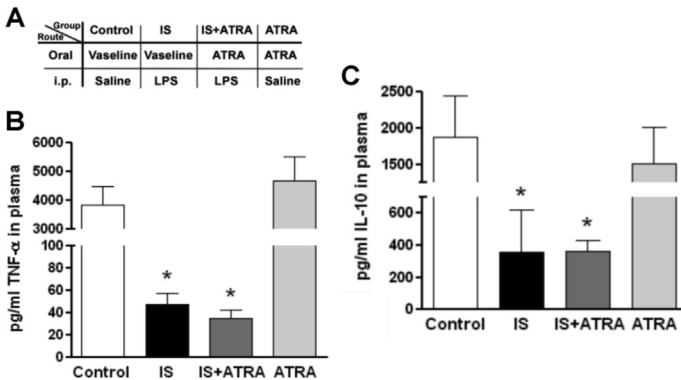 A
Group
Route
Control IS IS+ATRA ATRA
Oral Vaseline Vaseline ATRA ATRA
i.p. Saline LPS LPS Saline
B
pg/ml TNF-α in plasma
6000
5000
4000
3000
100
80
60
40
20
0
* *
Control IS IS+ATRA ATRA
C
pg/ml IL-10 in plasma
2500
2000
1500
600
400
200
0
* *
Control IS IS+ATRA ATRA